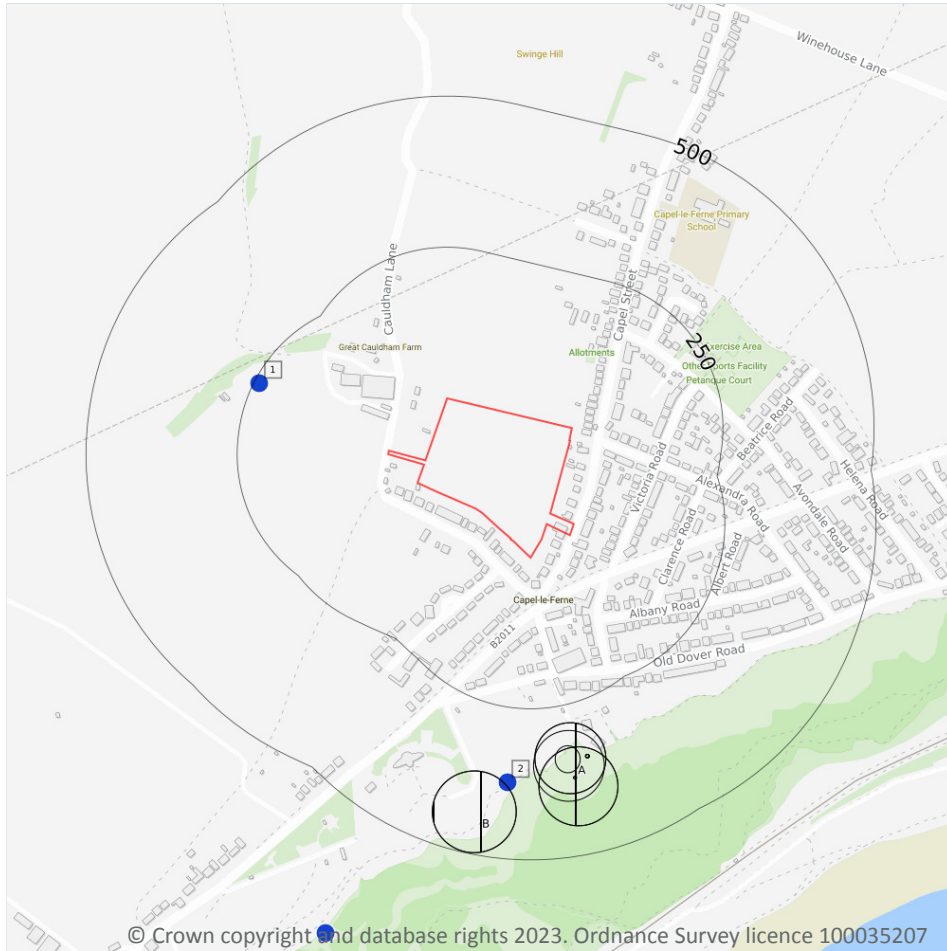 Swinge Hill
Winehouse Lane
500
Capel-le-Ferne Primary
School
Cauldham Lane
Capel Street
250
Great Cauldham Farm
Allotments
Exercise Area
Other Sports Facility
Petanque Court
1
Beatrice Road
Helena Road
Victoria Road
Alexandra Road
Avondale Road
Clarence Road
Albert Road
Capel-le-Ferne
Albany Road
B2011
Old Dover Road
2
A
B
© Crown copyright and database rights 2023. Ordnance Survey licence 100035207